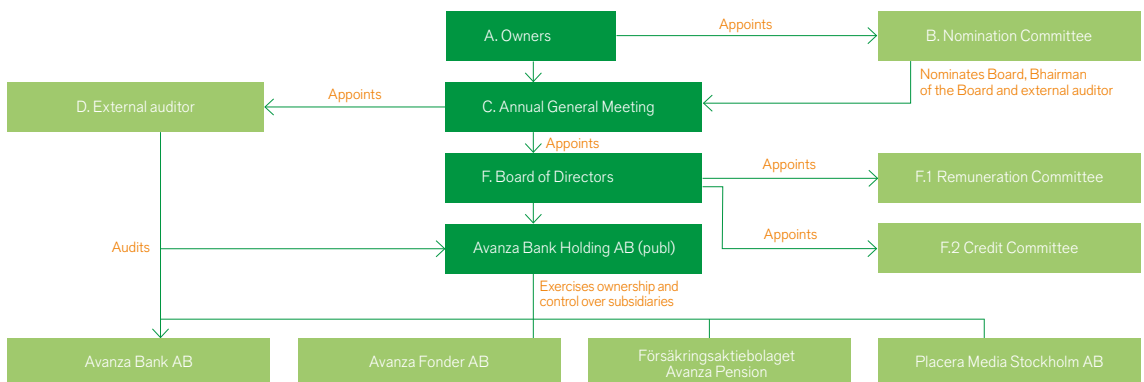 A. Owners
Appoints
B. Nomination Committee
Nominates Board, Bhairman
of the Board and external auditor
D. External auditor
Appoints
C. Annual General Meeting
Appoints
F. Board of Directors
Appoints
F.1 Remuneration Committee
Audits
Avanza Bank Holding AB (publ)
Appoints
F.2 Credit Committee
Exercises ownership and
control over subsidiaries
Avanza Bank AB
Avanza Fonder AB
Försäkringsaktiebolaget
Avanza Pension
Placera Media Stockholm AB